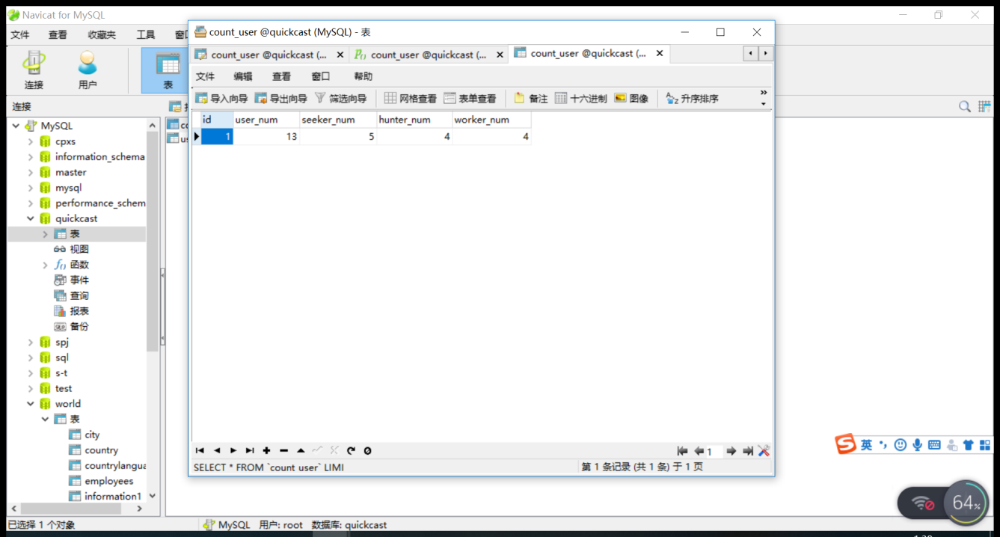 Navicat for MySQL
文件 查看 收藏夹 工具
count_user @quickcast (MySQL) - 表
count_user @quickcast (... count_user @quickcast (... count_user @quickcast (...
文件 编辑 查看 窗口 帮助
连接 用户 表
导入向导 导出向导 筛选向导 网格查看 表单查看 备注 十六进制 图像 升序排序
连接
id user_num seeker_num hunter_num worker_num
1 13 5 4 4
MySQL
cpxs
information_schema
master
mysql
performance_schem
quickcast
表
视图
函数
事件
查询
报表
备份
spj
sql
s-t
test
world
表
city
country
countrylangua
employees
information1
英
1
SELECT * FROM `count user` LIMI 第 1 条记录 (共 1 条) 于 1 页
64%
已选择 1 个对象 MySQL 用户: root 数据库: quickcast